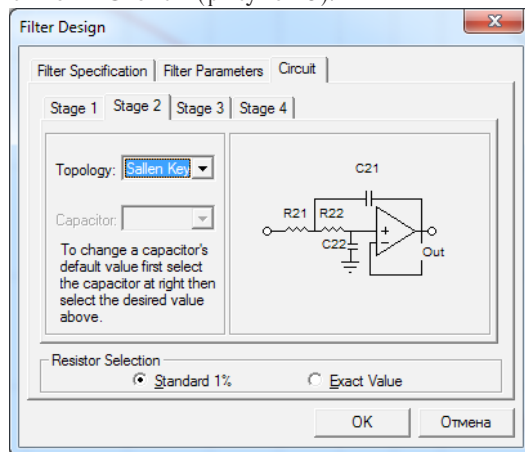 Filter Design
Filter Specification Filter Parameters Circuit
Stage 1 Stage 2 Stage 3 Stage 4
Topology: Sallen Key
Capacitor:
To change a capacitor's
default value first select
the capacitor at right then
select the desired value
above.
C21
R21 R22
C22
+
-
Out
Resistor Selection
Standard 1% Exact Value
OK Отмена